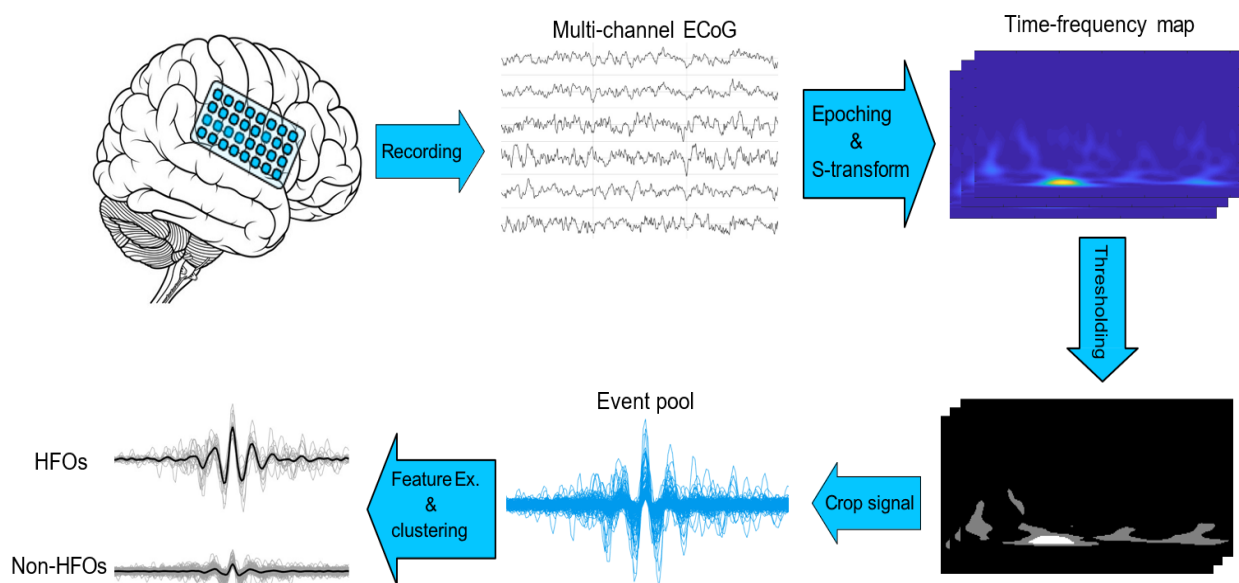 Multi-channel ECoG
Time-frequency map
Recording
Epoching
&
S-transform
Thresholding
Event pool
Crop signal
Feature Ex.
&
clustering
HFOs
Non-HFOs